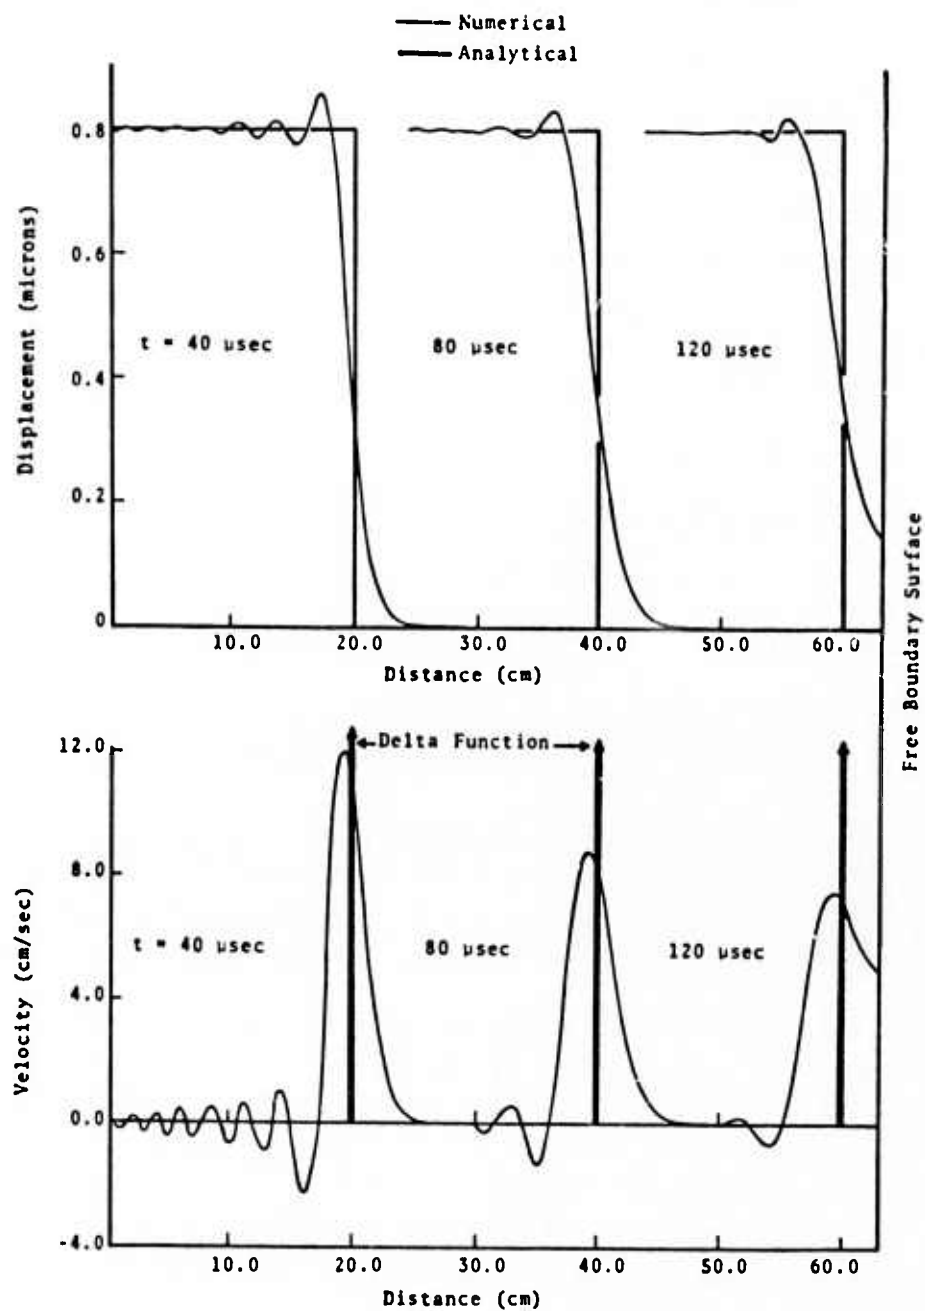 Numerical
Analytical
Displacement (microns)
0.8
0.6
0.4
0.2
0
t = 40 µsec
80 µsec
120 µsec
10.0
20.0
30.0
40.0
50.0
60.0
Distance (cm)
Free Boundary Surface
Velocity (cm/sec)
12.0
8.0
4.0
0.0
-4.0
Delta Function
t = 40 µsec
80 µsec
120 µsec
10.0
20.0
30.0
40.0
50.0
60.0
Distance (cm)